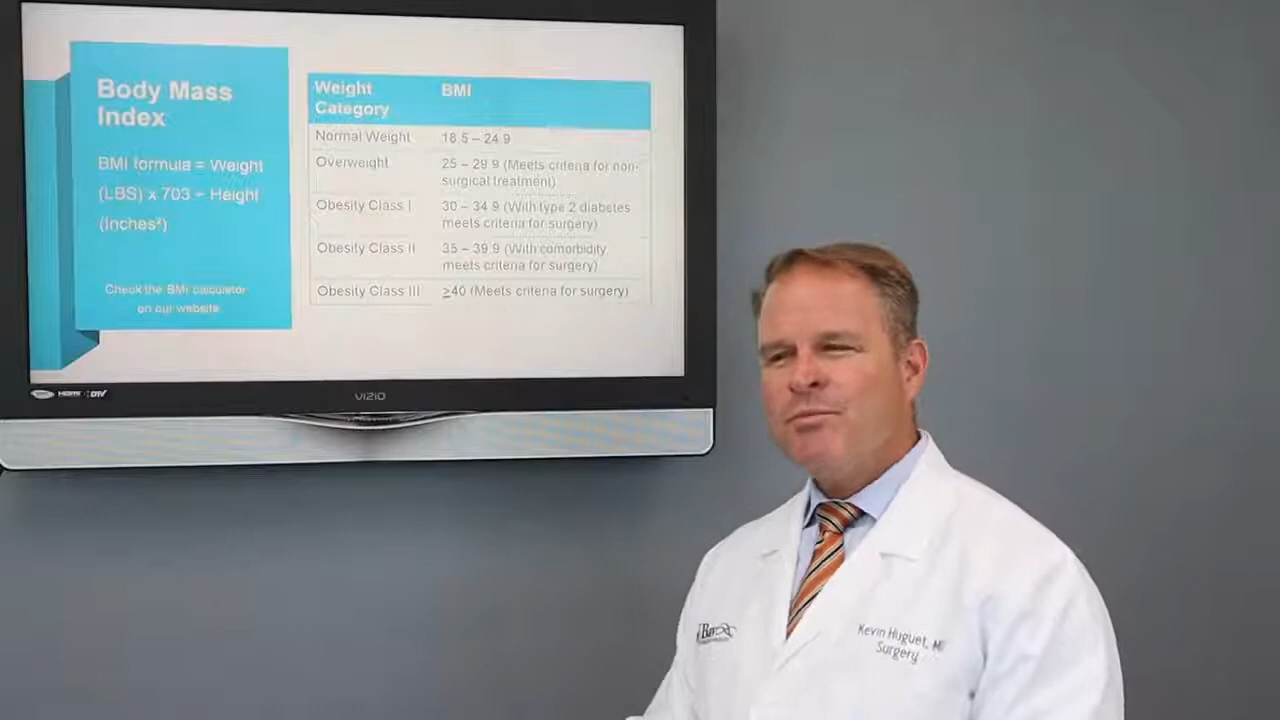 Body Mass
Index
BMI formula = Weight
(LBS) x 703 ÷ Height
(Inches²)
Check the BMI calculator
on our website
Weight
Category
BMI
Normal Weight
18.5 – 24.9
Overweight
25 – 29.9 (Meets criteria for non-
surgical treatment)
Obesity Class I
30 – 34.9 (With type 2 diabetes
meets criteria for surgery)
Obesity Class II
35 – 39.9 (With comorbidity
meets criteria for surgery)
Obesity Class III
≥40 (Meets criteria for surgery)
HDMI DTV
VIZIO
Bay
Kevin Huguet, M
Surgery